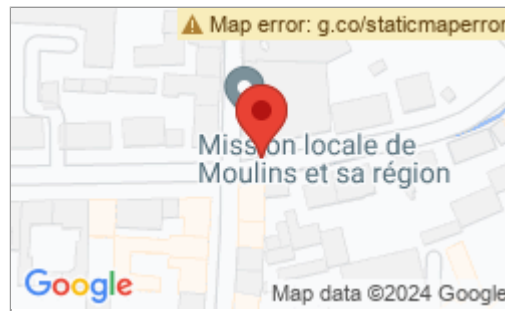 Map error: g.co/staticmaperror
Mission locale de
Moulins et sa région
Google
Map data ©2024 Google